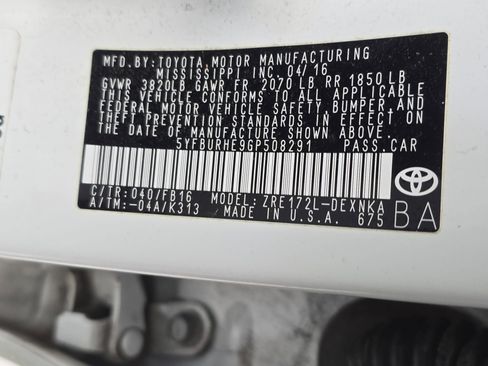 MFD. BY: TOYOTA MOTOR MANUFACTURING
MISSISSIPPI INC. 04/16
GVWR 3820LB GAWR FR 2070 LB RR 1850 LB
THIS VEHICLE CONFORMS TO ALL APPLICABLE
FEDERAL MOTOR VEHICLE SAFETY, BUMPER, AND
THEFT PREVENTION STANDARDS IN EFFECT ON
THE DATE OF MANUFACTURE SHOWN ABOVE.
5YFBURHE9GP508291 PASS.CAR
C/TR: 040/FB16 MODEL: ZRE172L-DEXNKA
A/TM: -04A/K313 MADE IN U.S.A. 675
BA